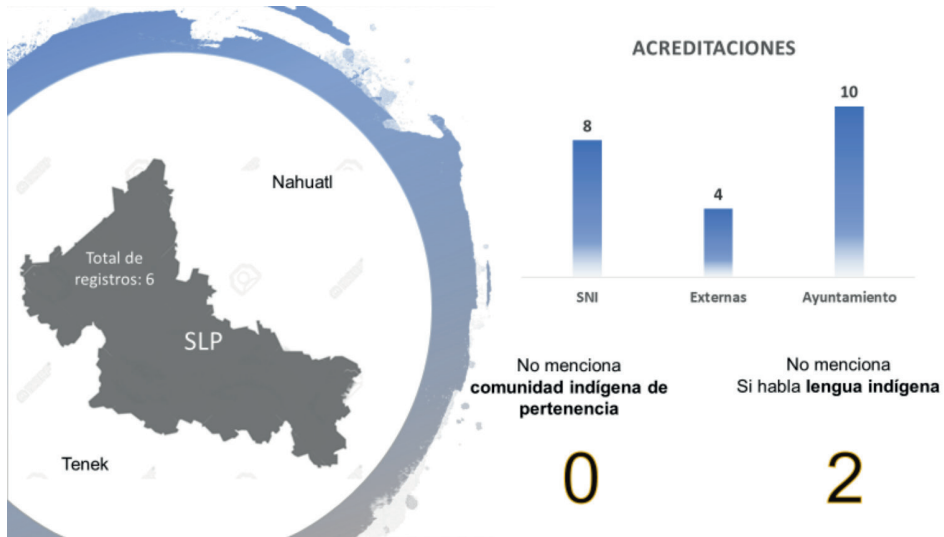 Nahuatl
Total de
registros: 6
SLP
Tenek
ACREDITACIONES
8
4
10
SNI
Externas
Ayuntamiento
No menciona
comunidad indígena de
pertenencia
0
No menciona
Si habla lengua indígena
2